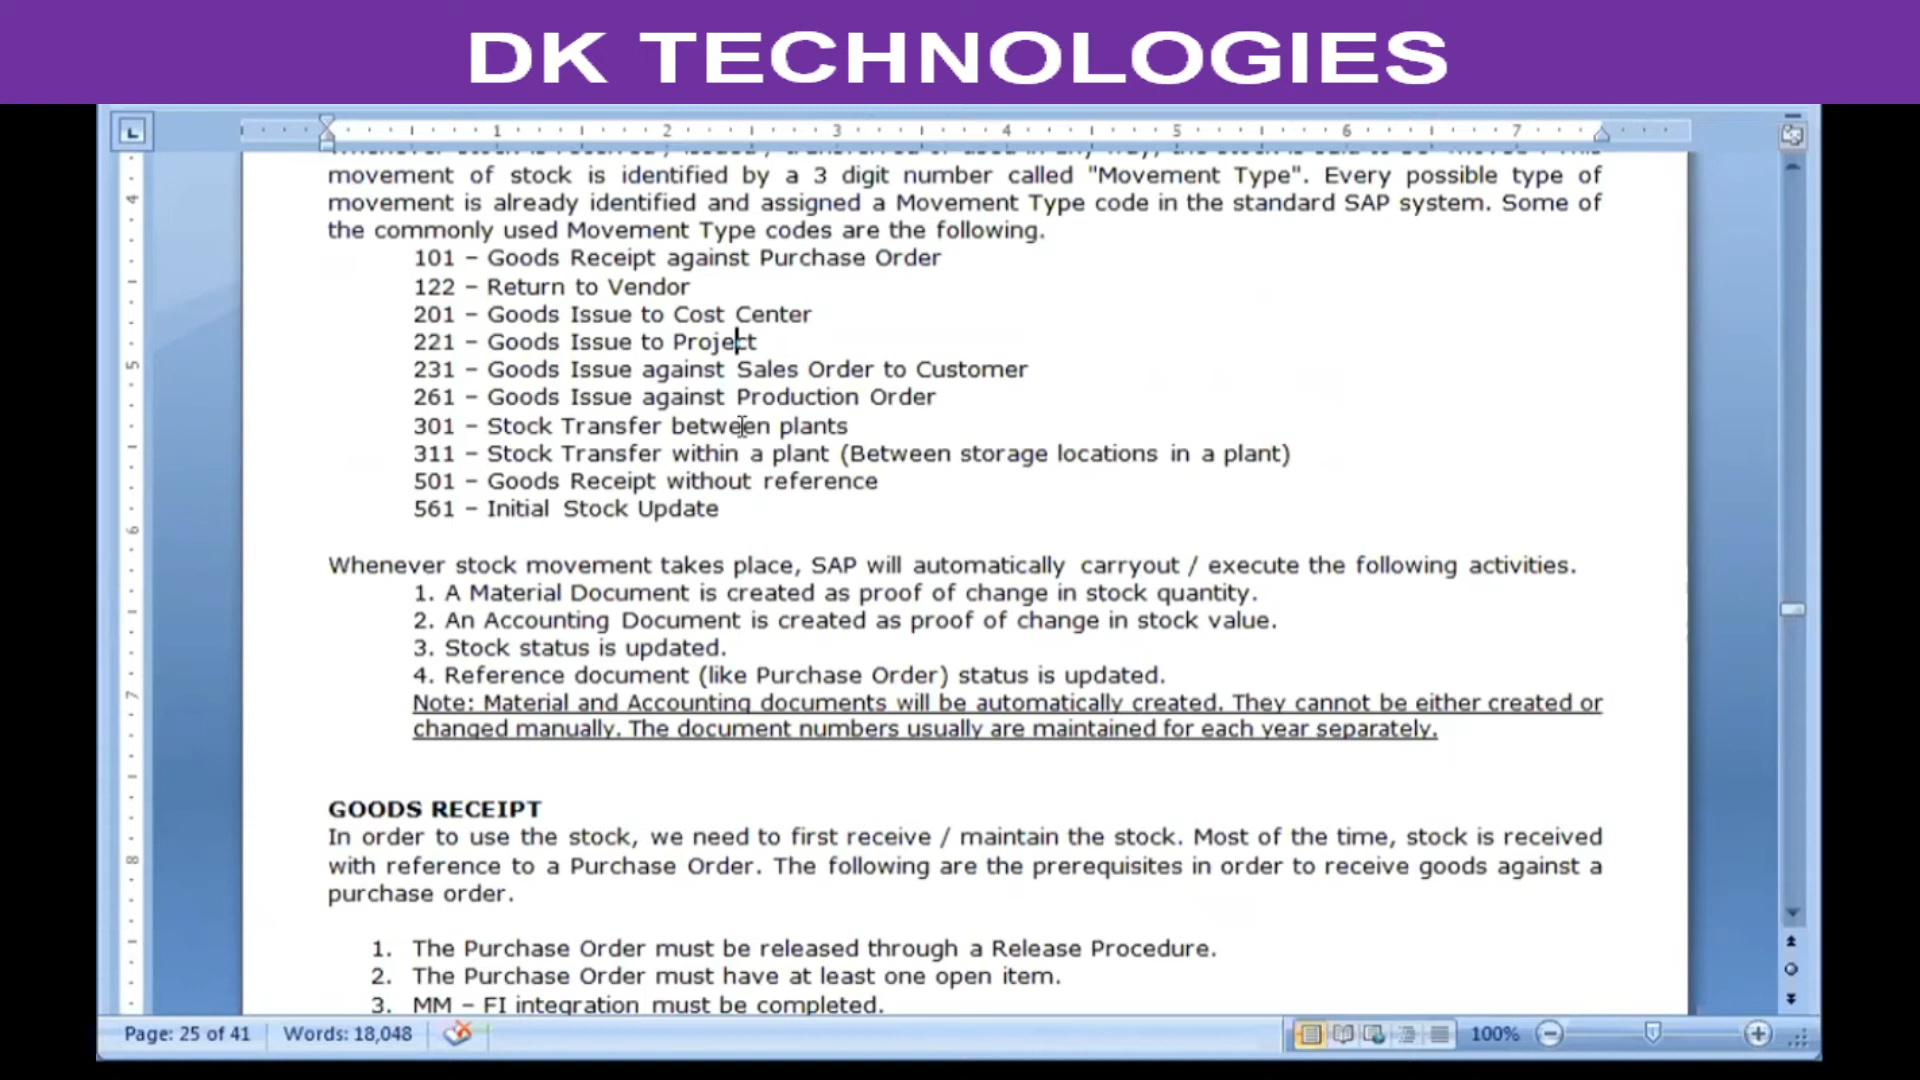 DK TECHNOLOGIES
1 2 3 4 5 6 7
movement of stock is identified by a 3 digit number called "Movement Type". Every possible type of
movement is already identified and assigned a Movement Type code in the standard SAP system. Some of
the commonly used Movement Type codes are the following.
101 – Goods Receipt against Purchase Order
122 – Return to Vendor
201 – Goods Issue to Cost Center
221 – Goods Issue to Project
231 – Goods Issue against Sales Order to Customer
261 – Goods Issue against Production Order
301 – Stock Transfer between plants
311 – Stock Transfer within a plant (Between storage locations in a plant)
501 – Goods Receipt without reference
561 – Initial Stock Update
Whenever stock movement takes place, SAP will automatically carryout / execute the following activities.
1. A Material Document is created as proof of change in stock quantity.
2. An Accounting Document is created as proof of change in stock value.
3. Stock status is updated.
4. Reference document (like Purchase Order) status is updated.
Note: Material and Accounting documents will be automatically created. They cannot be either created or
changed manually. The document numbers usually are maintained for each year separately.
GOODS RECEIPT
In order to use the stock, we need to first receive / maintain the stock. Most of the time, stock is received
with reference to a Purchase Order. The following are the prerequisites in order to receive goods against a
purchase order.
1. The Purchase Order must be released through a Release Procedure.
2. The Purchase Order must have at least one open item.
3. MM – FI integration must be completed.
4
5
6
7
8
Page: 25 of 41 Words: 18,048 100%